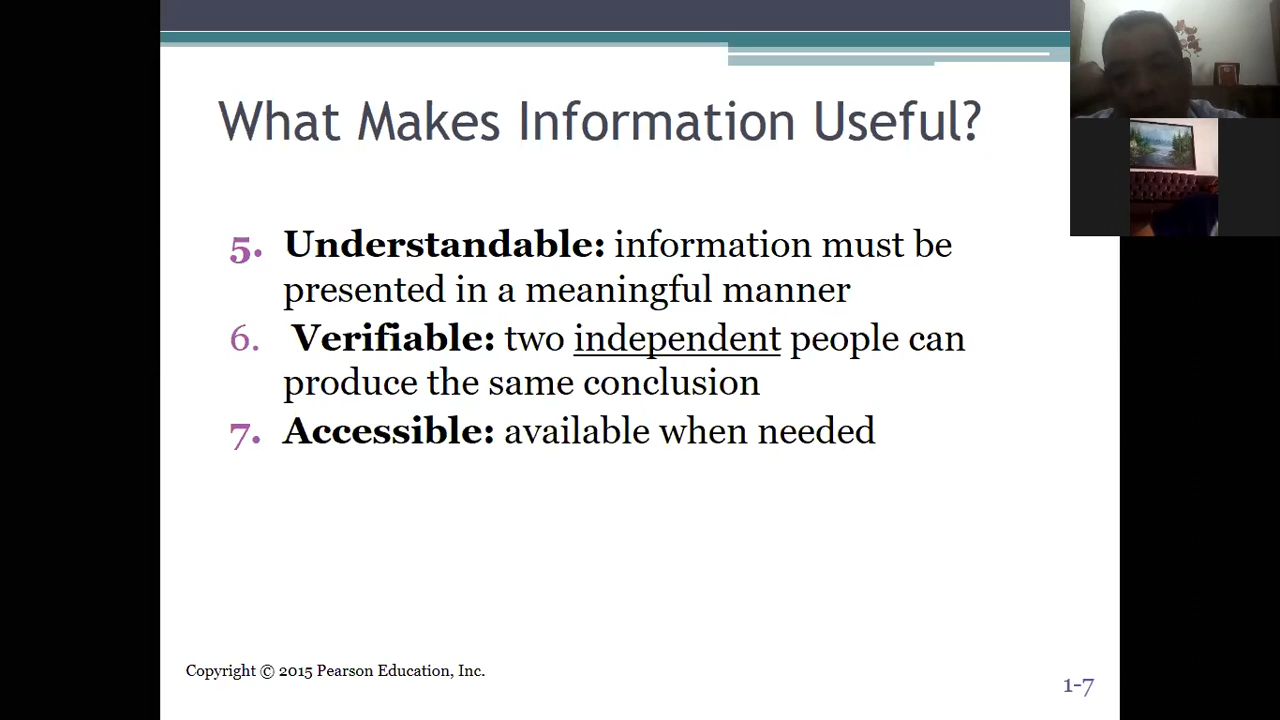 What Makes Information Useful?
5. Understandable: information must be
presented in a meaningful manner
6. Verifiable: two independent people can
produce the same conclusion
7. Accessible: available when needed
Copyright © 2015 Pearson Education, Inc.
1-7